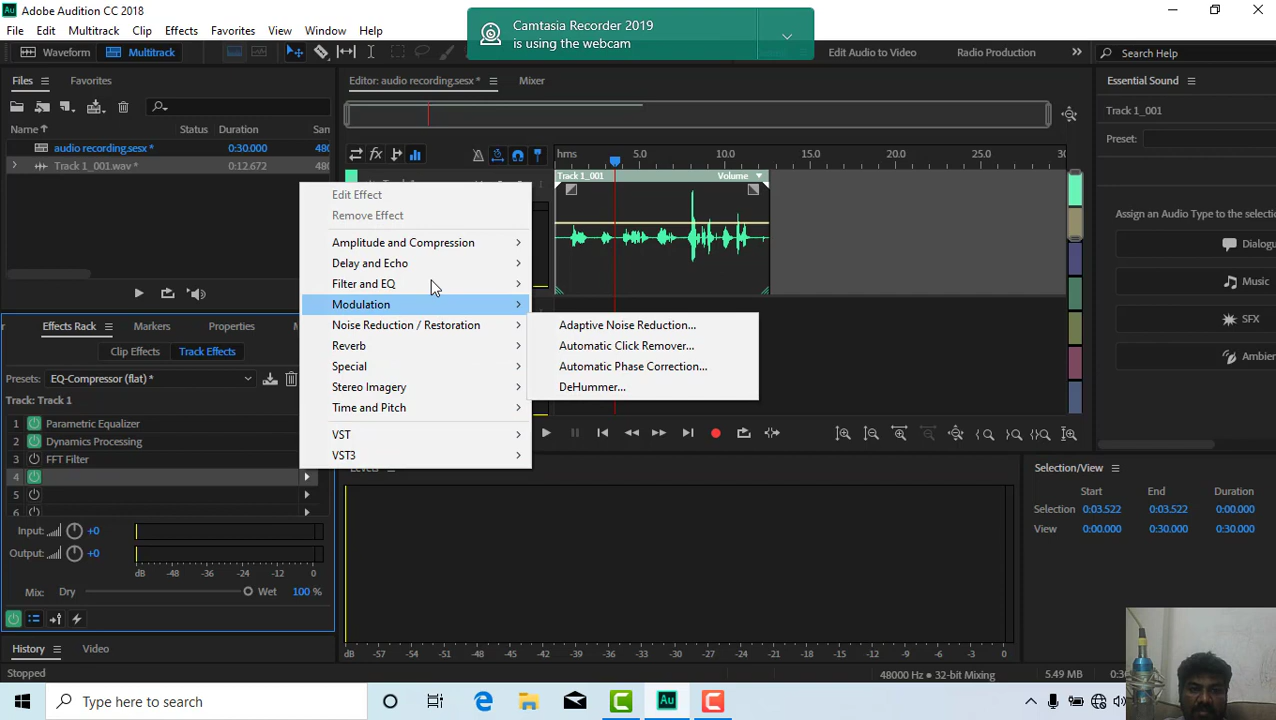 Adobe Audition CC 2018
Camtasia Recorder 2019
is using the webcam
File Edit Multitrack Clip Effects Favorites View Window Help
Waveform Multitrack Edit Audio to Video Radio Production Search Help
Files Favorites
Editor: audio recording.sesx * Mixer
Essential Sound
Name Status Duration
Track 1_001
audio recording.sesx * 0:30.000
Track 1_001.wav * 0:12.672
Preset:
hms 5.0 10.0 15.0 20.0 25.0
Track 1_001 Volume
Assign an Audio Type to the
Music
SFX
Edit Effect
Remove Effect
Amplitude and Compression
Delay and Echo
Filter and EQ
Modulation
Noise Reduction / Restoration
Reverb
Special
Stereo Imagery
Time and Pitch
VST
VST3
Adaptive Noise Reduction...
Automatic Click Remover...
Automatic Phase Correction...
DeHummer...
Effects Rack Markers Properties
Clip Effects Track Effects
Presets: EQ-Compressor (flat) *
Track: Track 1
1 Parametric Equalizer
2 Dynamics Processing
3 FFT Filter
4
5
6
Input: +0
Output: +0
dB -48 -36 -24 -12 0
Mix: Dry Wet 100 %
Levels
dB -57 -54 -51 -48 -45 -42 -39 -36 -33 -30 -27 -24 -21 -18 -15 -12 -9 -6 -3 0
Selection/View
Start End Duration
Selection 0:03.522 0:03.522 0:00.000
View 0:00.000 0:30.000 0:30.000
History Video
Stopped
48000 Hz • 32-bit Mixing 5.49 MB
Type here to search